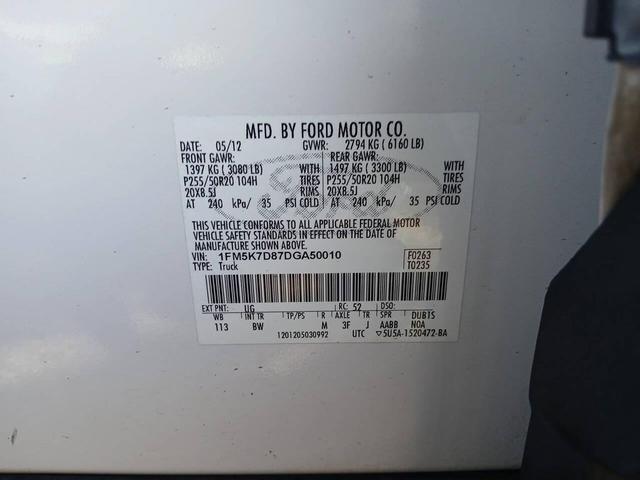 MFD. BY FORD MOTOR CO.
DATE: 05/12 GVWR: 2794 KG ( 6160 LB)
FRONT GAWR: REAR GAWR:
1397 KG ( 3080 LB) WITH 1497 KG ( 3300 LB) WITH
P255/50R20 104H TIRES P255/50R20 104H TIRES
20X8.5J RIMS 20X8.5J RIMS
AT 240 kPa/ 35 PSI COLD AT 240 kPa/ 35 PSI COLD
THIS VEHICLE CONFORMS TO ALL APPLICABLE FEDERAL MOTOR
VEHICLE SAFETY STANDARDS IN EFFECT ON THE DATE OF
MANUFACTURE SHOWN ABOVE.
VIN: 1FM5K7D87DGA50010 F0263
TYPE: Truck T0235
EXT PNT: UG RC: 52 DSO:
WB INT TR TP/PS R AXLE TR SPR DUBTS
113 BW M 3F J AABB N0A
1201205030992 UTC ▽5U5A-1520472-BA